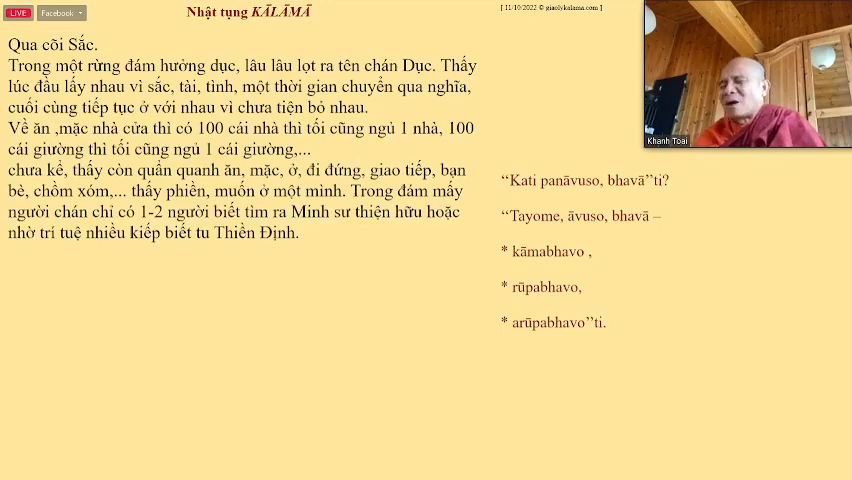 LIVE
Facebook
Nhật tụng KĀLĀMĀ
[ 11/10/2022 © giaolykalama.com ]
Qua cõi Sắc.
Trong một rừng đám hưởng dục, lâu lâu lọt ra tên chán Dục. Thấy
lúc đầu lấy nhau vì sắc, tài, tình, một thời gian chuyển qua nghĩa,
cuối cùng tiếp tục ở với nhau vì chưa tiện bỏ nhau.
Về ăn ,mặc nhà cửa thì có 100 cái nhà thì tối cũng ngủ 1 nhà, 100
cái giường thì tối cũng ngủ 1 cái giường,...
chưa kể, thấy còn quẩn quanh ăn, mặc, ở, đi đứng, giao tiếp, bạn
bè, chồm xóm,... thấy phiền, muốn ở một mình. Trong đám mấy
người chán chỉ có 1-2 người biết tìm ra Minh sư thiện hữu hoặc
nhờ trí tuệ nhiều kiếp biết tu Thiền Định.
Khanh Toai
“Kati panāvuso, bhavā”ti?
“Tayome, āvuso, bhavā –
* kāmabhavo ,
* rūpabhavo,
* arūpabhavo”ti.